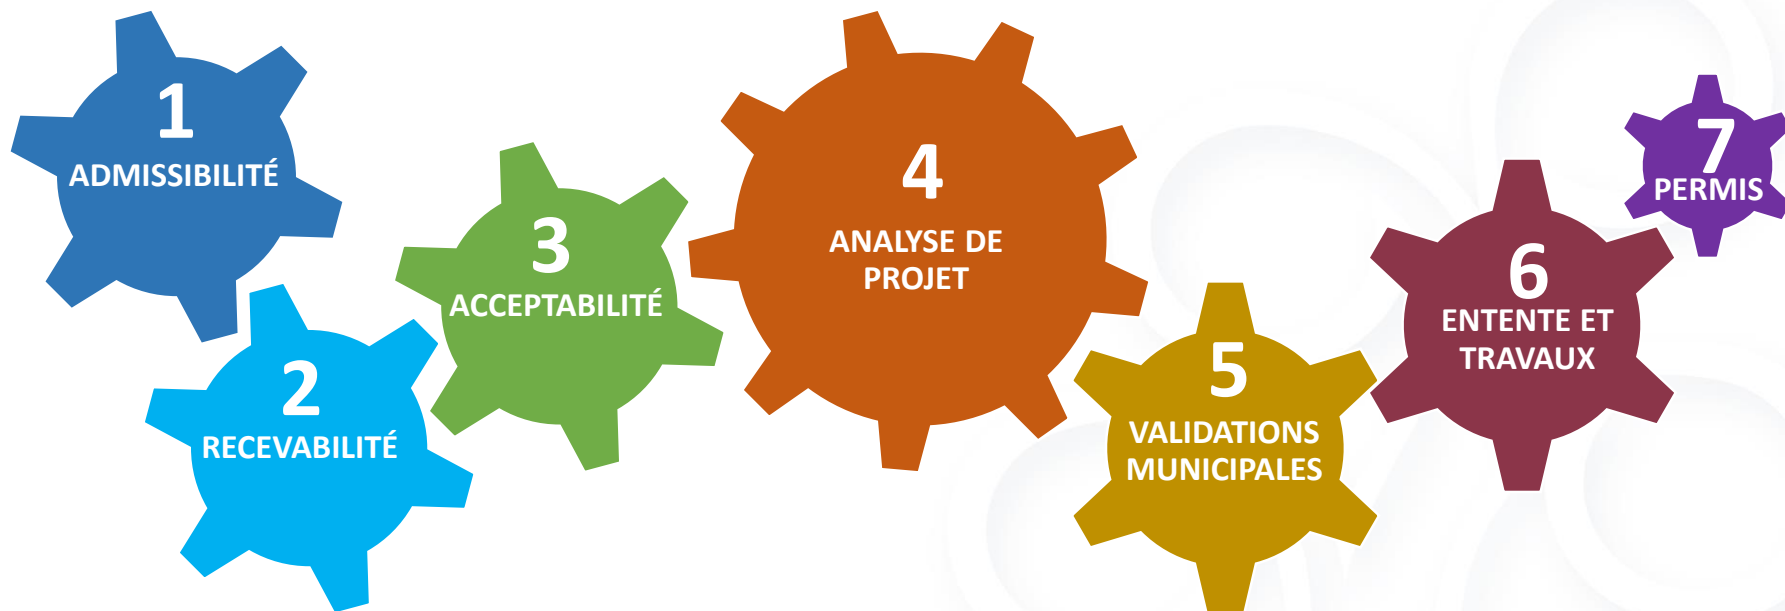 1
ADMISSIBILITÉ
2
RECEVABILITÉ
3
ACCEPTABILITÉ
4
ANALYSE DE
PROJET
5
VALIDATIONS
MUNICIPALES
6
ENTENTE ET
TRAVAUX
7
PERMIS